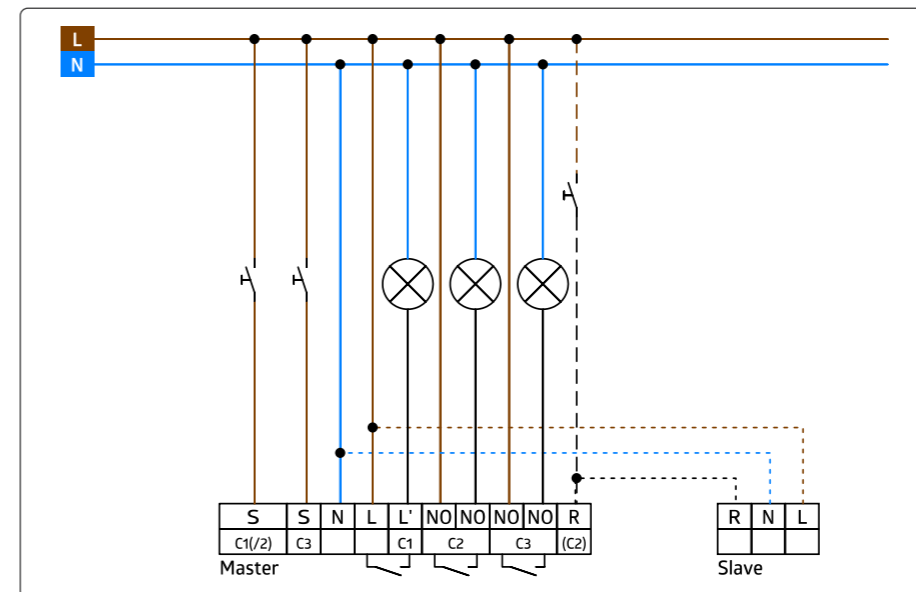 L
N
S S N L L' NO NO NO NO R
C1(/2) C3 C1 C2 C3 (C2)
Master
R N L
Slave